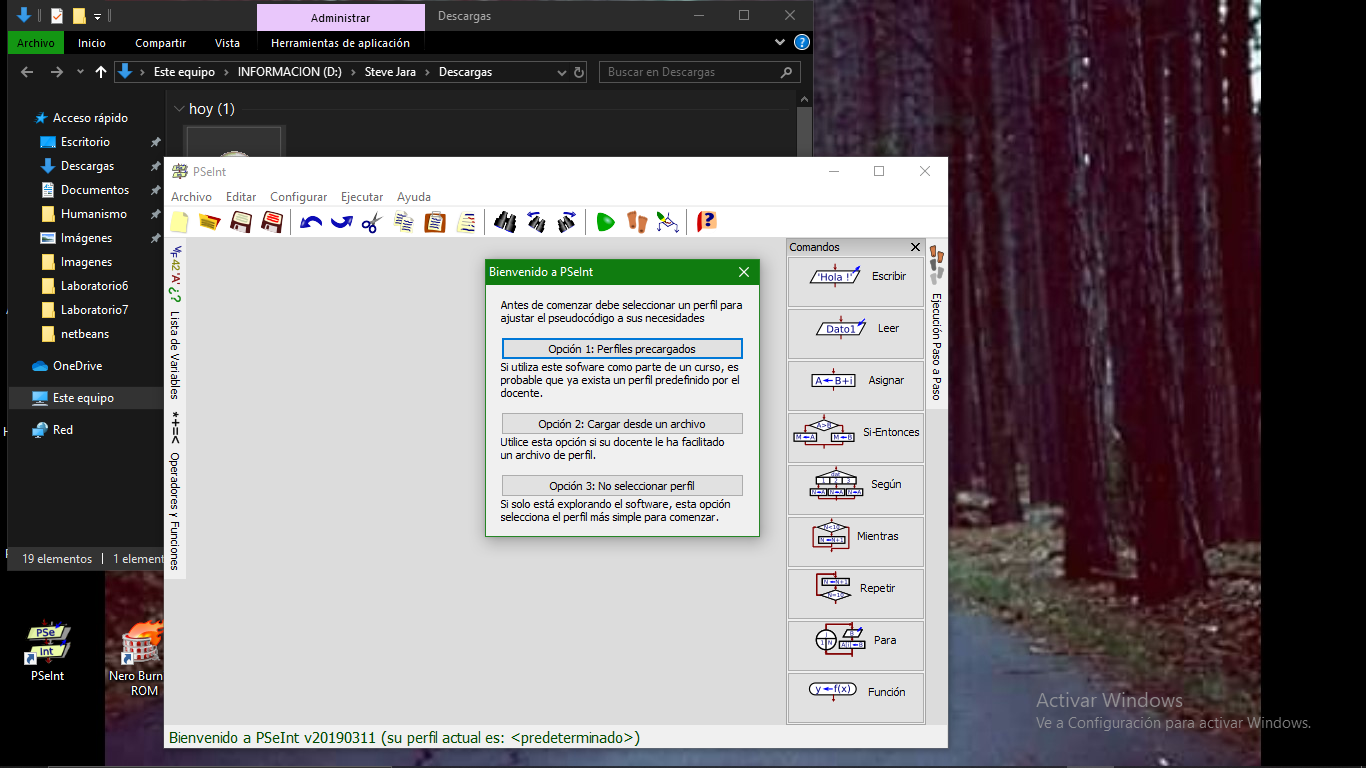 Administrar
Descargas
Archivo
Inicio
Compartir
Vista
Herramientas de aplicación
Este equipo
INFORMACION (D:)
Steve Jara
Descargas
Buscar en Descargas
Acceso rápido
Escritorio
Descargas
Documentos
Humanismo
Imágenes
Imagenes
Laboratorio6
Laboratorio7
netbeans
OneDrive
Este equipo
Red
hoy (1)
19 elementos
1 element
PSeInt
Archivo
Editar
Configurar
Ejecutar
Ayuda
Lista de Variables
*+=<
Operadores y Funciones
Bienvenido a PSeInt
Antes de comenzar debe seleccionar un perfil para
ajustar el pseudocódigo a sus necesidades
Opción 1: Perfiles precargados
Si utiliza este sofware como parte de un curso, es
probable que ya exista un perfil predefinido por el
docente.
Opción 2: Cargar desde un archivo
Utilice esta opción si su docente le ha facilitado
un archivo de perfil.
Opción 3: No seleccionar perfil
Si solo está explorando el software, esta opción
selecciona el perfil más simple para comenzar.
Comandos
'Hola !'
Escribir
Dato1
Leer
A←B+i
Asignar
A>B
M←A
M←B
Si-Entonces
Según
Mientras
Repetir
Para
y←f(x)
Función
Ejecución Paso a Paso
Bienvenido a PSeInt v20190311 (su perfil actual es: <predeterminado>)
PSe
Int
PSeInt
Nero Burn
ROM
Activar Windows
Ve a Configuración para activar Windows.